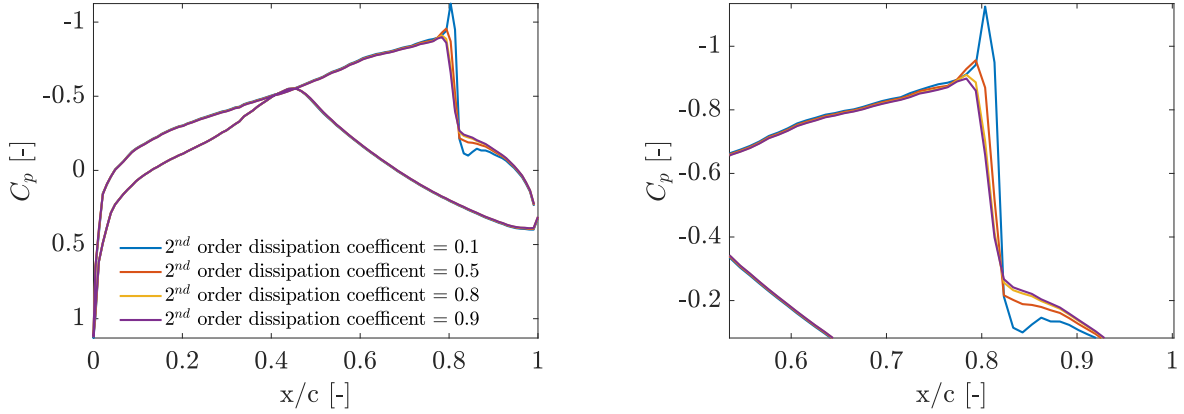 -1
-0.5
0
0.5
1
C_p [-]
0
0.2
0.4
0.6
0.8
1
x/c [-]
2^nd order dissipation coefficent = 0.1
2^nd order dissipation coefficent = 0.5
2^nd order dissipation coefficent = 0.8
2^nd order dissipation coefficent = 0.9
-1
-0.8
-0.6
-0.4
-0.2
C_p [-]
0.6
0.7
0.8
0.9
1
x/c [-]